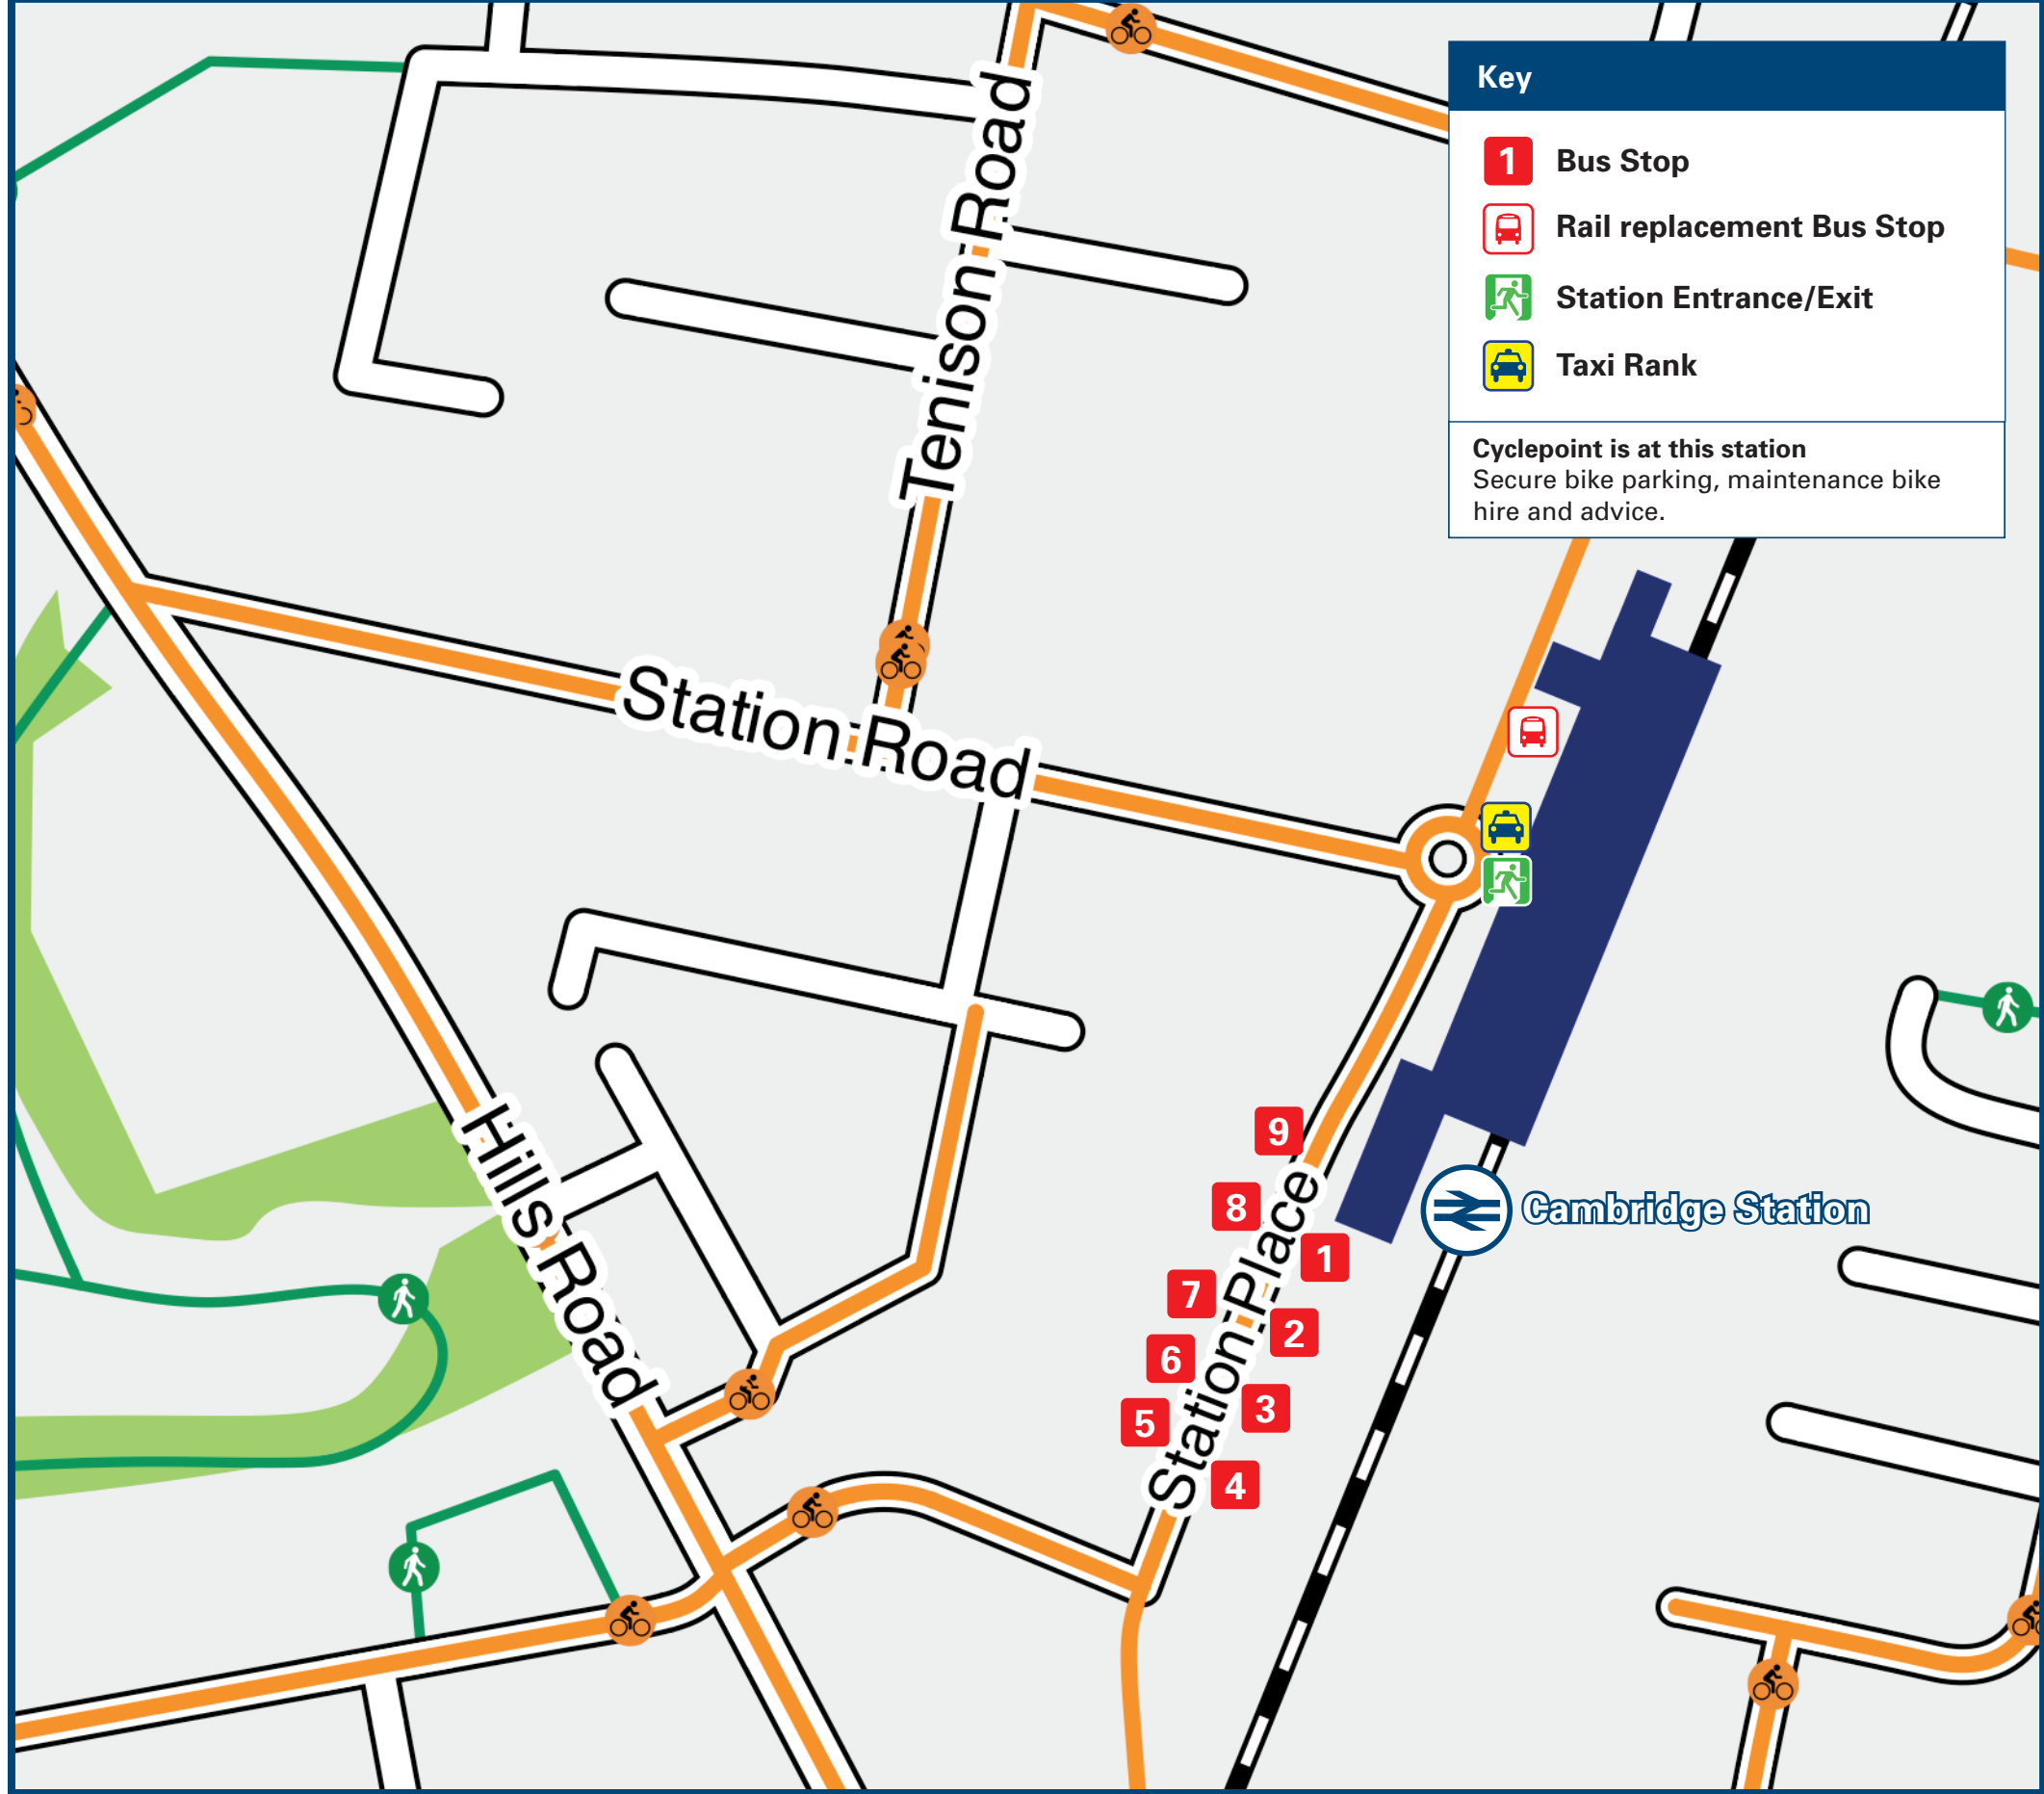 Key
1 Bus Stop
Rail replacement Bus Stop
Station Entrance/Exit
Taxi Rank
Cyclepoint is at this station
Secure bike parking, maintenance bike
hire and advice.
Tenison Road
Station Road
Hills Road
Station Place
Cambridge Station
9
8
1
7
2
6
3
5
4